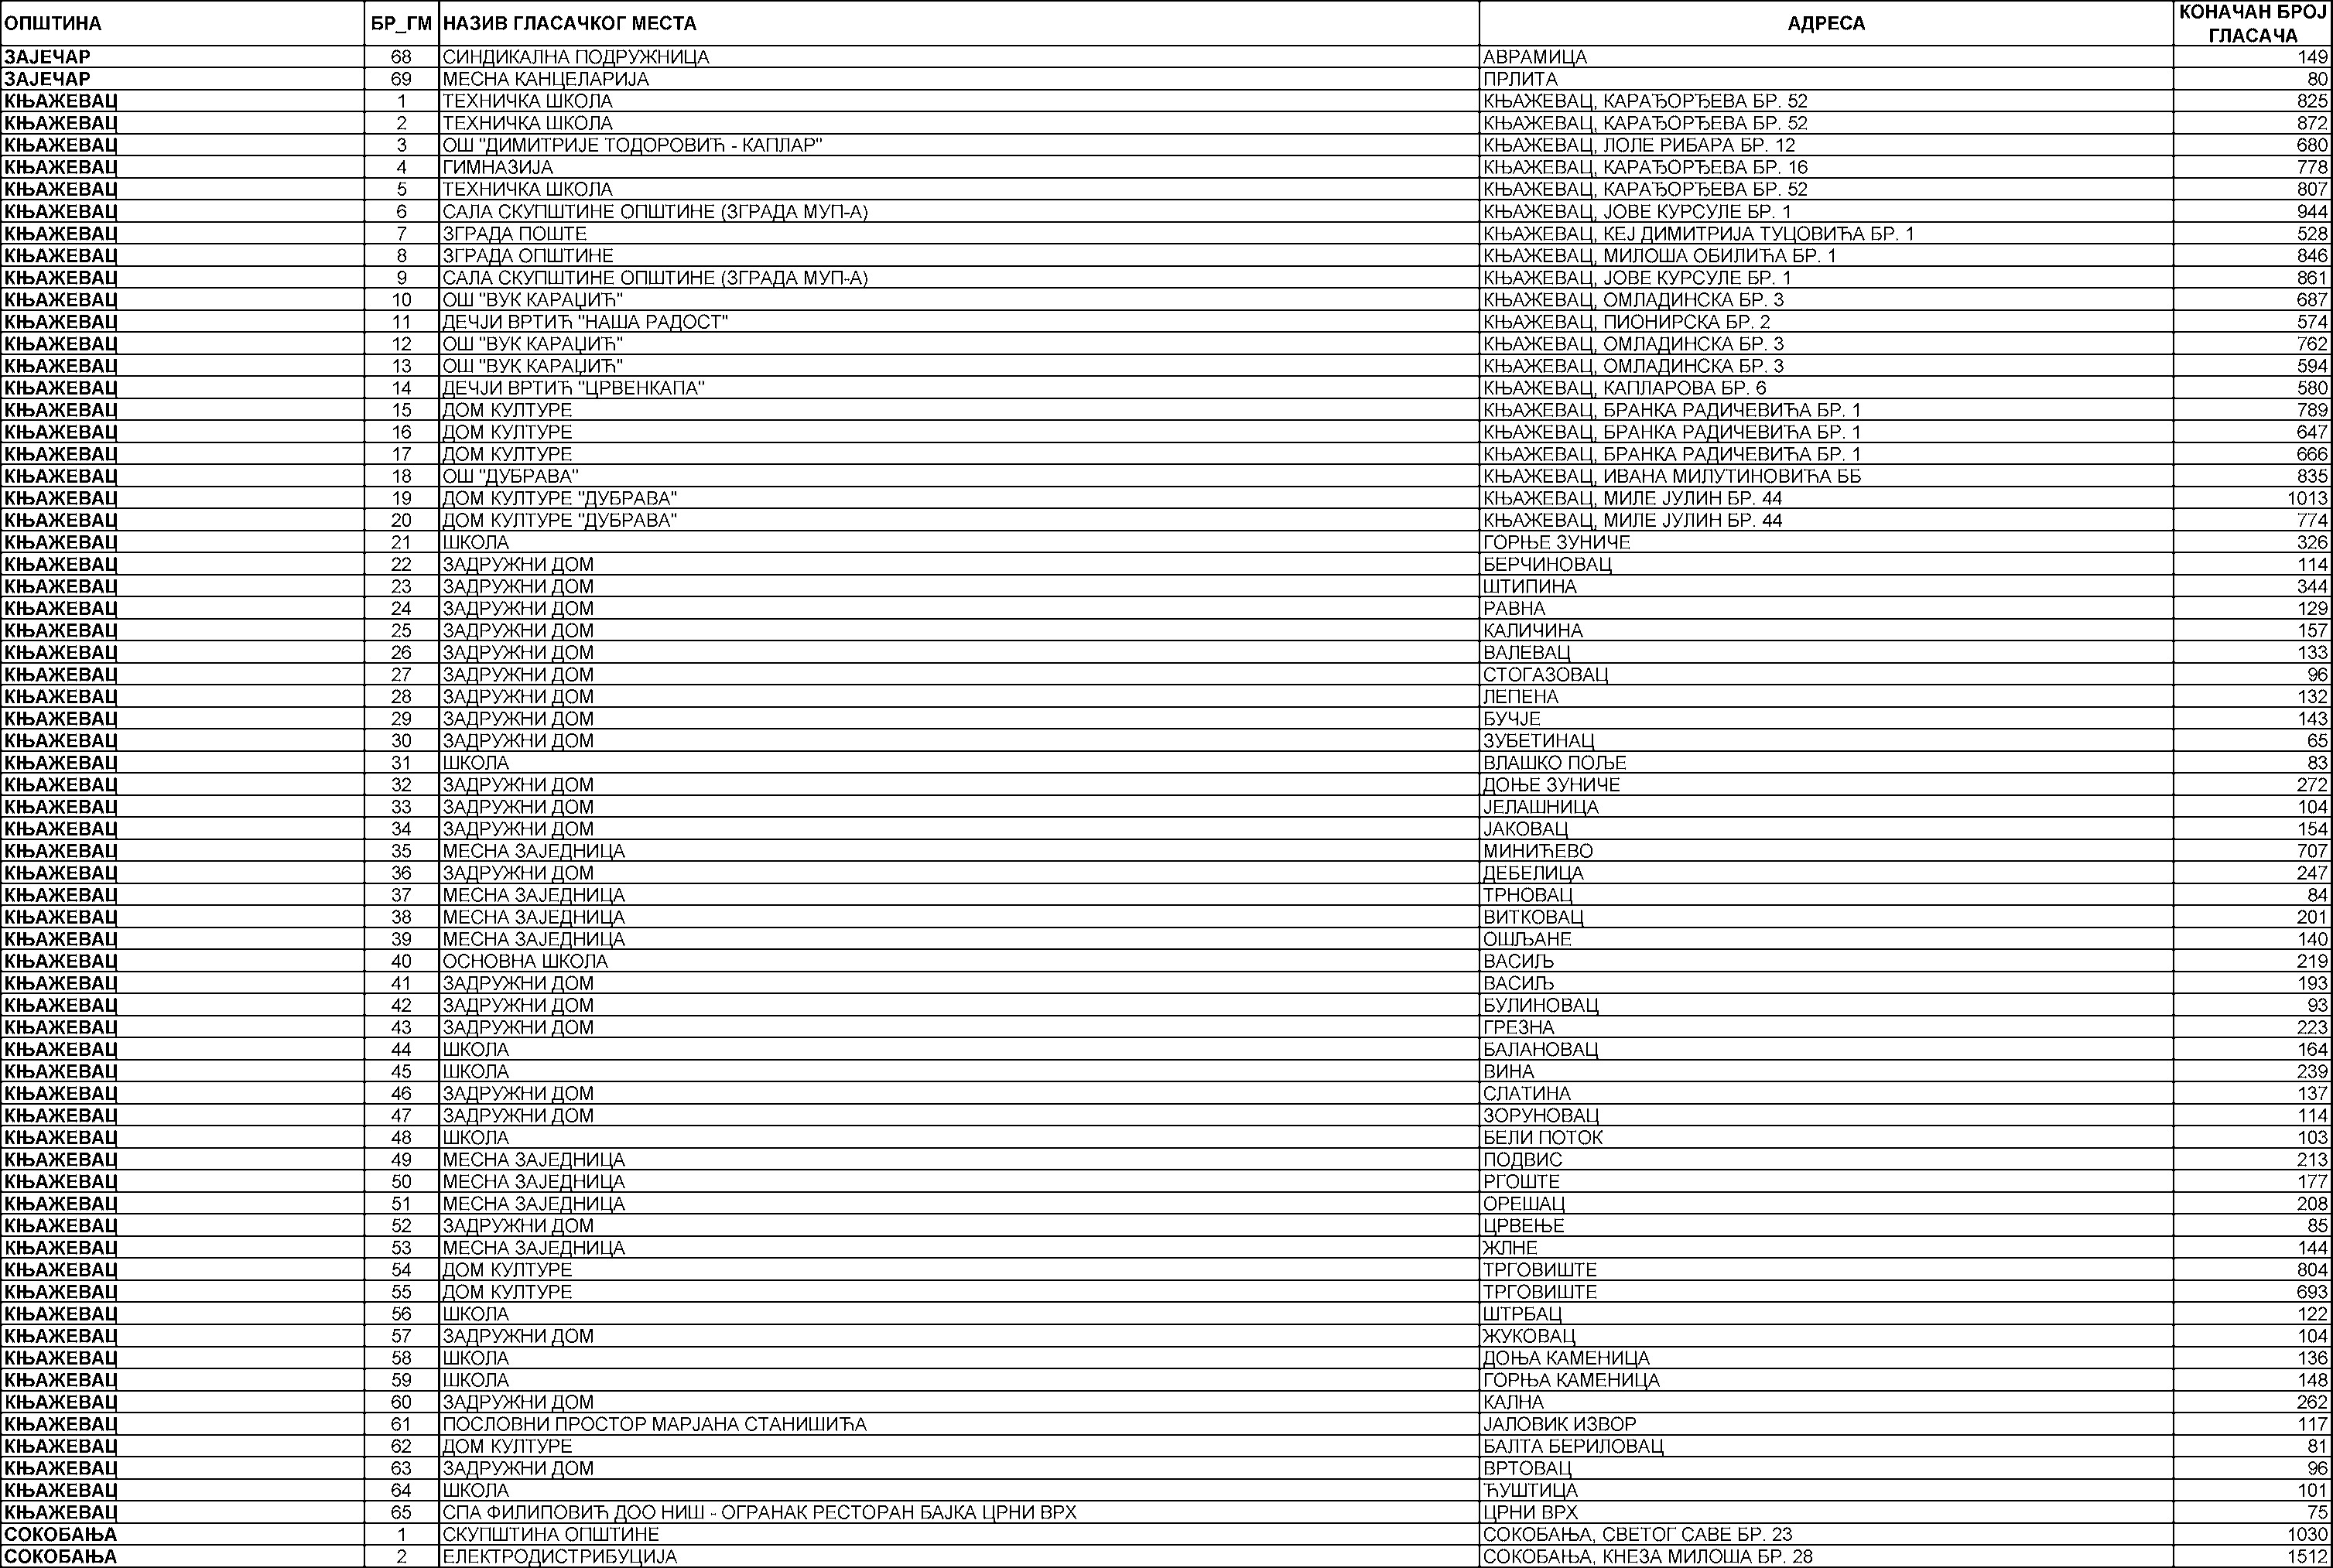 ОПШТИНА БР_ГМ НАЗИВ ГЛАСАЧКОГ МЕСТА АДРЕСА КОНАЧАН БРОЈ ГЛАСАЧА
ЗАЈЕЧАР 68 СИНДИКАЛНА ПОДРУЖНИЦА АВРАМИЦА 149
ЗАЈЕЧАР 69 МЕСНА КАНЦЕЛАРИЈА ПРЛИТА 80
КЊАЖЕВАЦ 1 ТЕХНИЧКА ШКОЛА КЊАЖЕВАЦ, КАРАЂОРЂЕВА БР. 52 825
КЊАЖЕВАЦ 2 ТЕХНИЧКА ШКОЛА КЊАЖЕВАЦ, КАРАЂОРЂЕВА БР. 52 872
КЊАЖЕВАЦ 3 ОШ "ДИМИТРИЈЕ ТОДОРОВИЋ - КАПЛАР" КЊАЖЕВАЦ, ЛОЛЕ РИБАРА БР. 12 680
КЊАЖЕВАЦ 4 ГИМНАЗИЈА КЊАЖЕВАЦ, КАРАЂОРЂЕВА БР. 16 778
КЊАЖЕВАЦ 5 ТЕХНИЧКА ШКОЛА КЊАЖЕВАЦ, КАРАЂОРЂЕВА БР. 52 807
КЊАЖЕВАЦ 6 САЛА СКУПШТИНЕ ОПШТИНЕ (ЗГРАДА МУП-А) КЊАЖЕВАЦ, ЈОВЕ КУРСУЛЕ БР. 1 944
КЊАЖЕВАЦ 7 ЗГРАДА ПОШТЕ КЊАЖЕВАЦ, КЕЈ ДИМИТРИЈА ТУЦОВИЋА БР. 1 528
КЊАЖЕВАЦ 8 ЗГРАДА ОПШТИНЕ КЊАЖЕВАЦ, МИЛОША ОБИЛИЋА БР. 1 846
КЊАЖЕВАЦ 9 САЛА СКУПШТИНЕ ОПШТИНЕ (ЗГРАДА МУП-А) КЊАЖЕВАЦ, ЈОВЕ КУРСУЛЕ БР. 1 861
КЊАЖЕВАЦ 10 ОШ "ВУК КАРАЏИЋ" КЊАЖЕВАЦ, ОМЛАДИНСКА БР. 3 687
КЊАЖЕВАЦ 11 ДЕЧЈИ ВРТИЋ "НАША РАДОСТ" КЊАЖЕВАЦ, ПИОНИРСКА БР. 2 574
КЊАЖЕВАЦ 12 ОШ "ВУК КАРАЏИЋ" КЊАЖЕВАЦ, ОМЛАДИНСКА БР. 3 762
КЊАЖЕВАЦ 13 ОШ "ВУК КАРАЏИЋ" КЊАЖЕВАЦ, ОМЛАДИНСКА БР. 3 594
КЊАЖЕВАЦ 14 ДЕЧЈИ ВРТИЋ "ЦРВЕНКАПА" КЊАЖЕВАЦ, КАПЛАРОВА БР. 6 580
КЊАЖЕВАЦ 15 ДОМ КУЛТУРЕ КЊАЖЕВАЦ, БРАНКА РАДИЧЕВИЋА БР. 1 789
КЊАЖЕВАЦ 16 ДОМ КУЛТУРЕ КЊАЖЕВАЦ, БРАНКА РАДИЧЕВИЋА БР. 1 647
КЊАЖЕВАЦ 17 ДОМ КУЛТУРЕ КЊАЖЕВАЦ, БРАНКА РАДИЧЕВИЋА БР. 1 666
КЊАЖЕВАЦ 18 ОШ "ДУБРАВА" КЊАЖЕВАЦ, ИВАНА МИЛУТИНОВИЋА ББ 835
КЊАЖЕВАЦ 19 ДОМ КУЛТУРЕ "ДУБРАВА" КЊАЖЕВАЦ, МИЛЕ ЈУЛИН БР. 44 1013
КЊАЖЕВАЦ 20 ДОМ КУЛТУРЕ "ДУБРАВА" КЊАЖЕВАЦ, МИЛЕ ЈУЛИН БР. 44 774
КЊАЖЕВАЦ 21 ШКОЛА ГОРЊЕ ЗУНИЧЕ 326
КЊАЖЕВАЦ 22 ЗАДРУЖНИ ДОМ БЕРЧИНОВАЦ 114
КЊАЖЕВАЦ 23 ЗАДРУЖНИ ДОМ ШТИПИНА 344
КЊАЖЕВАЦ 24 ЗАДРУЖНИ ДОМ РАВНА 129
КЊАЖЕВАЦ 25 ЗАДРУЖНИ ДОМ КАЛИЧИНА 157
КЊАЖЕВАЦ 26 ЗАДРУЖНИ ДОМ ВАЛЕВАЦ 133
КЊАЖЕВАЦ 27 ЗАДРУЖНИ ДОМ СТОГАЗОВАЦ 96
КЊАЖЕВАЦ 28 ЗАДРУЖНИ ДОМ ЛЕПЕНА 132
КЊАЖЕВАЦ 29 ЗАДРУЖНИ ДОМ БУЧЈЕ 143
КЊАЖЕВАЦ 30 ЗАДРУЖНИ ДОМ ЗУБЕТИНАЦ 65
КЊАЖЕВАЦ 31 ШКОЛА ВЛАШКО ПОЉЕ 83
КЊАЖЕВАЦ 32 ЗАДРУЖНИ ДОМ ДОЊЕ ЗУНИЧЕ 272
КЊАЖЕВАЦ 33 ЗАДРУЖНИ ДОМ ЈЕЛАШНИЦА 104
КЊАЖЕВАЦ 34 ЗАДРУЖНИ ДОМ ЈАКОВАЦ 154
КЊАЖЕВАЦ 35 МЕСНА ЗАЈЕДНИЦА МИНИЋЕВО 707
КЊАЖЕВАЦ 36 ЗАДРУЖНИ ДОМ ДЕБЕЛИЦА 247
КЊАЖЕВАЦ 37 МЕСНА ЗАЈЕДНИЦА ТРНОВАЦ 84
КЊАЖЕВАЦ 38 МЕСНА ЗАЈЕДНИЦА ВИТКОВАЦ 201
КЊАЖЕВАЦ 39 МЕСНА ЗАЈЕДНИЦА ОШЉАНЕ 140
КЊАЖЕВАЦ 40 ОСНОВНА ШКОЛА ВАСИЉ 219
КЊАЖЕВАЦ 41 ЗАДРУЖНИ ДОМ ВАСИЉ 193
КЊАЖЕВАЦ 42 ЗАДРУЖНИ ДОМ БУЛИНОВАЦ 93
КЊАЖЕВАЦ 43 ЗАДРУЖНИ ДОМ ГРЕЗНА 223
КЊАЖЕВАЦ 44 ШКОЛА БАЛАНОВАЦ 164
КЊАЖЕВАЦ 45 ШКОЛА ВИНА 239
КЊАЖЕВАЦ 46 ЗАДРУЖНИ ДОМ СЛАТИНА 137
КЊАЖЕВАЦ 47 ЗАДРУЖНИ ДОМ ЗОРУНОВАЦ 114
КЊАЖЕВАЦ 48 ШКОЛА БЕЛИ ПОТОК 103
КЊАЖЕВАЦ 49 МЕСНА ЗАЈЕДНИЦА ПОДВИС 213
КЊАЖЕВАЦ 50 МЕСНА ЗАЈЕДНИЦА РГОШТЕ 177
КЊАЖЕВАЦ 51 МЕСНА ЗАЈЕДНИЦА ОРЕШАЦ 208
КЊАЖЕВАЦ 52 ЗАДРУЖНИ ДОМ ЦРВЕЊЕ 85
КЊАЖЕВАЦ 53 МЕСНА ЗАЈЕДНИЦА ЖЛНЕ 144
КЊАЖЕВАЦ 54 ДОМ КУЛТУРЕ ТРГОВИШТЕ 804
КЊАЖЕВАЦ 55 ДОМ КУЛТУРЕ ТРГОВИШТЕ 693
КЊАЖЕВАЦ 56 ШКОЛА ШТРБАЦ 122
КЊАЖЕВАЦ 57 ЗАДРУЖНИ ДОМ ЖУКОВАЦ 104
КЊАЖЕВАЦ 58 ШКОЛА ДОЊА КАМЕНИЦА 136
КЊАЖЕВАЦ 59 ШКОЛА ГОРЊА КАМЕНИЦА 148
КЊАЖЕВАЦ 60 ЗАДРУЖНИ ДОМ КАЛНА 262
КЊАЖЕВАЦ 61 ПОСЛОВНИ ПРОСТОР МАРЈАНА СТАНИШИЋА ЈАЛОВИК ИЗВОР 117
КЊАЖЕВАЦ 62 ДОМ КУЛТУРЕ БАЛТА БЕРИЛОВАЦ 81
КЊАЖЕВАЦ 63 ЗАДРУЖНИ ДОМ ВРТОВАЦ 96
КЊАЖЕВАЦ 64 ШКОЛА ЋУШТИЦА 101
КЊАЖЕВАЦ 65 СПА ФИЛИПОВИЋ ДОО НИШ - ОГРАНАК РЕСТОРАН БАЈКА ЦРНИ ВРХ ЦРНИ ВРХ 75
СОКОБАЊА 1 СКУПШТИНА ОПШТИНЕ СОКОБАЊА, СВЕТОГ САВЕ БР. 23 1030
СОКОБАЊА 2 ЕЛЕКТРОДИСТРИБУЦИЈА СОКОБАЊА, КНЕЗА МИЛОША БР. 28 1512